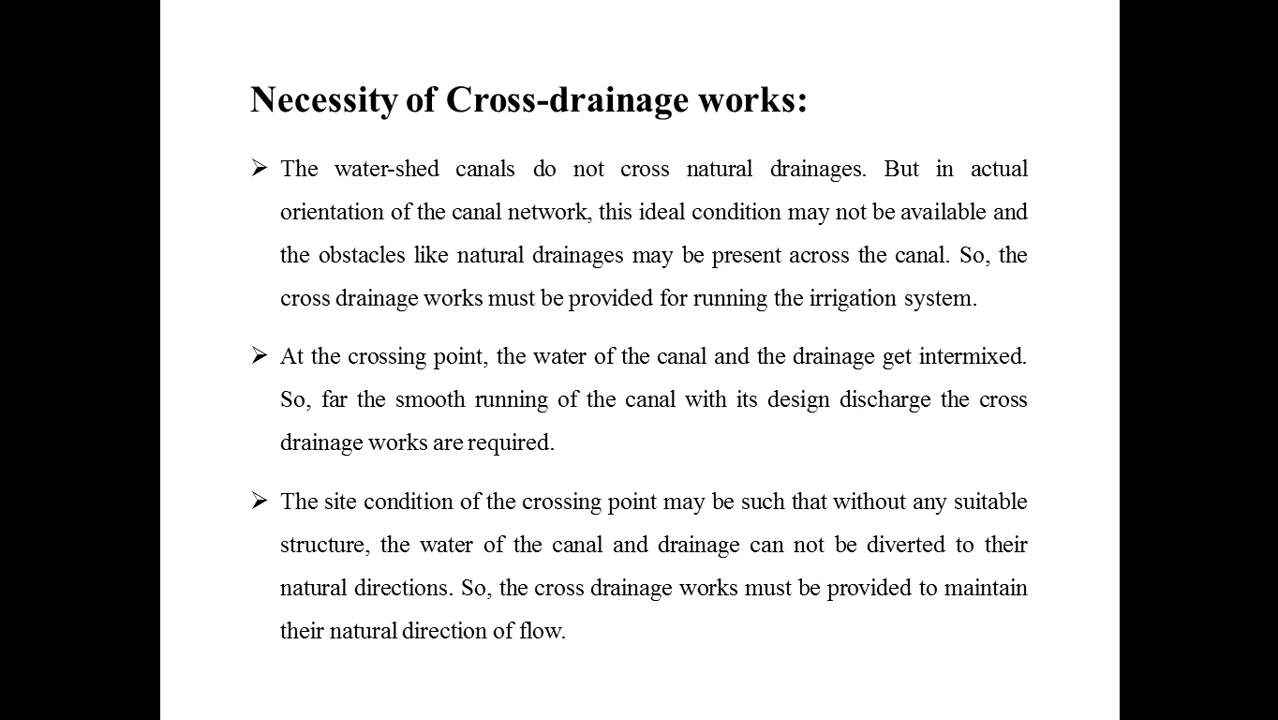 Necessity of Cross-drainage works:
➢ The water-shed canals do not cross natural drainages. But in actual
orientation of the canal network, this ideal condition may not be available and
the obstacles like natural drainages may be present across the canal. So, the
cross drainage works must be provided for running the irrigation system.
➢ At the crossing point, the water of the canal and the drainage get intermixed.
So, far the smooth running of the canal with its design discharge the cross
drainage works are required.
➢ The site condition of the crossing point may be such that without any suitable
structure, the water of the canal and drainage can not be diverted to their
natural directions. So, the cross drainage works must be provided to maintain
their natural direction of flow.